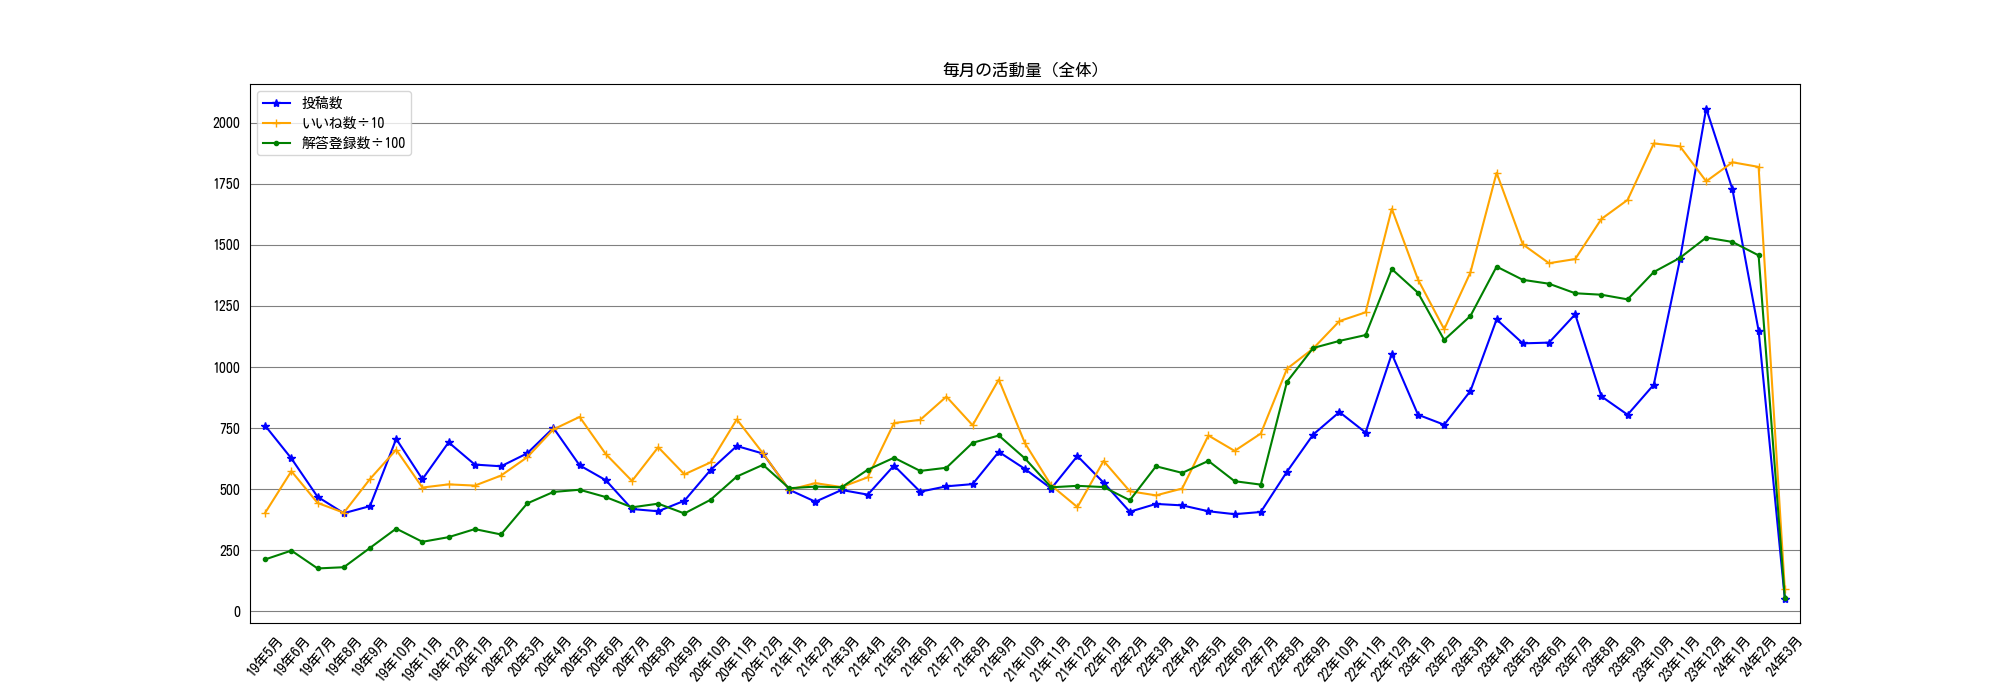 毎月の活動量（全体）
投稿数
いいね数÷10
解答登録数÷100
2000
1750
1500
1250
1000
750
500
250
0
19年5月
19年6月
19年7月
19年8月
19年9月
19年10月
19年11月
19年12月
20年1月
20年2月
20年3月
20年4月
20年5月
20年6月
20年7月
20年8月
20年9月
20年10月
20年11月
20年12月
21年1月
21年2月
21年3月
21年4月
21年5月
21年6月
21年7月
21年8月
21年9月
21年10月
21年11月
21年12月
22年1月
22年2月
22年3月
22年4月
22年5月
22年6月
22年7月
22年8月
22年9月
22年10月
22年11月
22年12月
23年1月
23年2月
23年3月
23年4月
23年5月
23年6月
23年7月
23年8月
23年9月
23年10月
23年11月
23年12月
24年1月
24年2月
24年3月